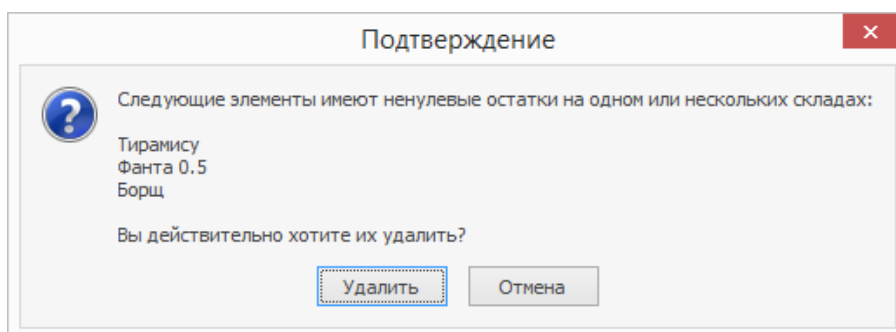 Подтверждение
Следующие элементы имеют ненулевые остатки на одном или нескольких складах:
Тирамису
Фанта 0.5
Борщ
Вы действительно хотите их удалить?
Удалить
Отмена